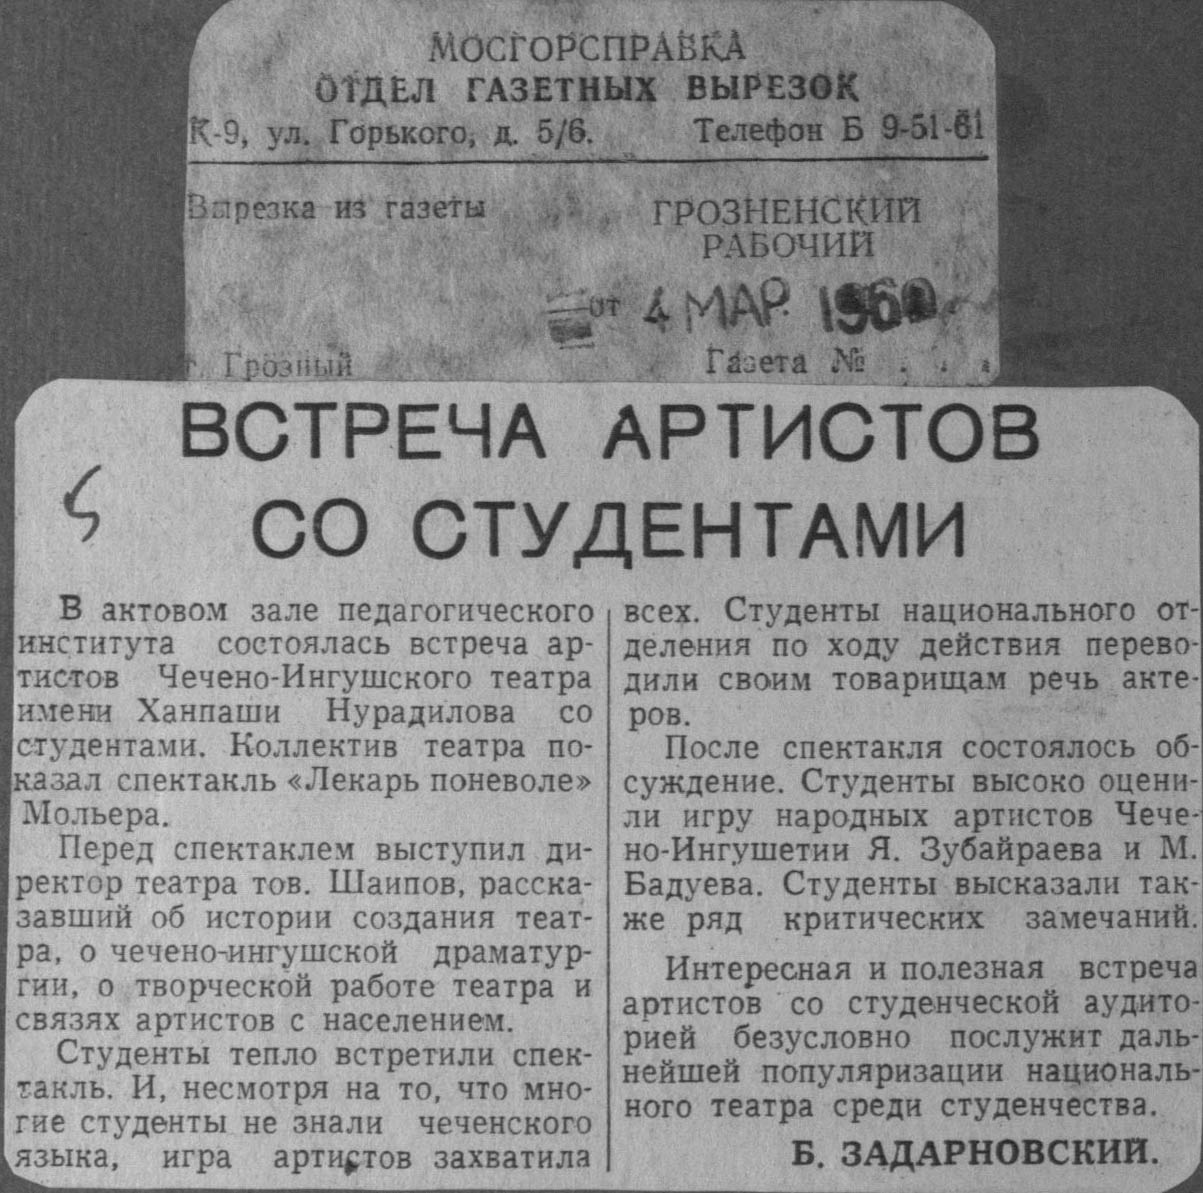 МОСГОРСПРАВКА
ОТДЕЛ ГАЗЕТНЫХ ВЫРЕЗОК
К-9, ул. Горького, д. 5/6. Телефон Б 9-51-61
Вырезка из газеты
ГРОЗНЕНСКИЙ
РАБОЧИЙ
от 4 МАР. 1960
г. Грозный Газета № . . .
ВСТРЕЧА АРТИСТОВ
СО СТУДЕНТАМИ
В актовом зале педагогического
института состоялась встреча ар-
тистов Чечено-Ингушского театра
имени Ханпаши Нурадилова со
студентами. Коллектив театра по-
казал спектакль «Лекарь поневоле»
Мольера.
Перед спектаклем выступил ди-
ректор театра тов. Шаипов, расска-
завший об истории создания теат-
ра, о чечено-ингушской драматур-
гии, о творческой работе театра и
связях артистов с населением.
Студенты тепло встретили спек-
такль. И, несмотря на то, что мно-
гие студенты не знали чеченского
языка, игра артистов захватила
всех. Студенты национального от-
деления по ходу действия перево-
дили своим товарищам речь акте-
ров.
После спектакля состоялось об-
суждение. Студенты высоко оцени-
ли игру народных артистов Чече-
но-Ингушетии Я. Зубайраева и М.
Бадуева. Студенты высказали так-
же ряд критических замечаний.
Интересная и полезная встреча
артистов со студенческой аудито-
рией безусловно послужит даль-
нейшей популяризации националь-
ного театра среди студенчества.
Б. ЗАДАРНОВСКИЙ.